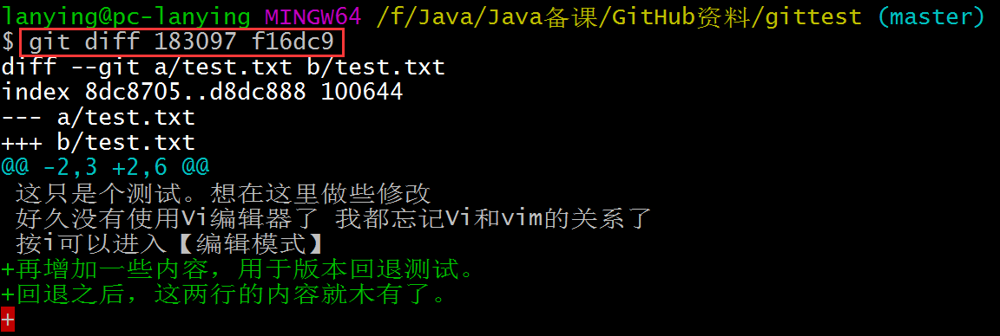 lanying@pc-lanying MINGW64 /f/Java/Java备课/GitHub资料/gittest (master)
$ git diff 183097 f16dc9
diff --git a/test.txt b/test.txt
index 8dc8705..d8dc888 100644
--- a/test.txt
+++ b/test.txt
@@ -2,3 +2,6 @@
 这只是个测试。想在这里做些修改
 好久没有使用Vi编辑器了 我都忘记Vi和vim的关系了
 按i可以进入【编辑模式】
+再增加一些内容，用于版本回退测试。
+回退之后，这两行的内容就木有了。
+